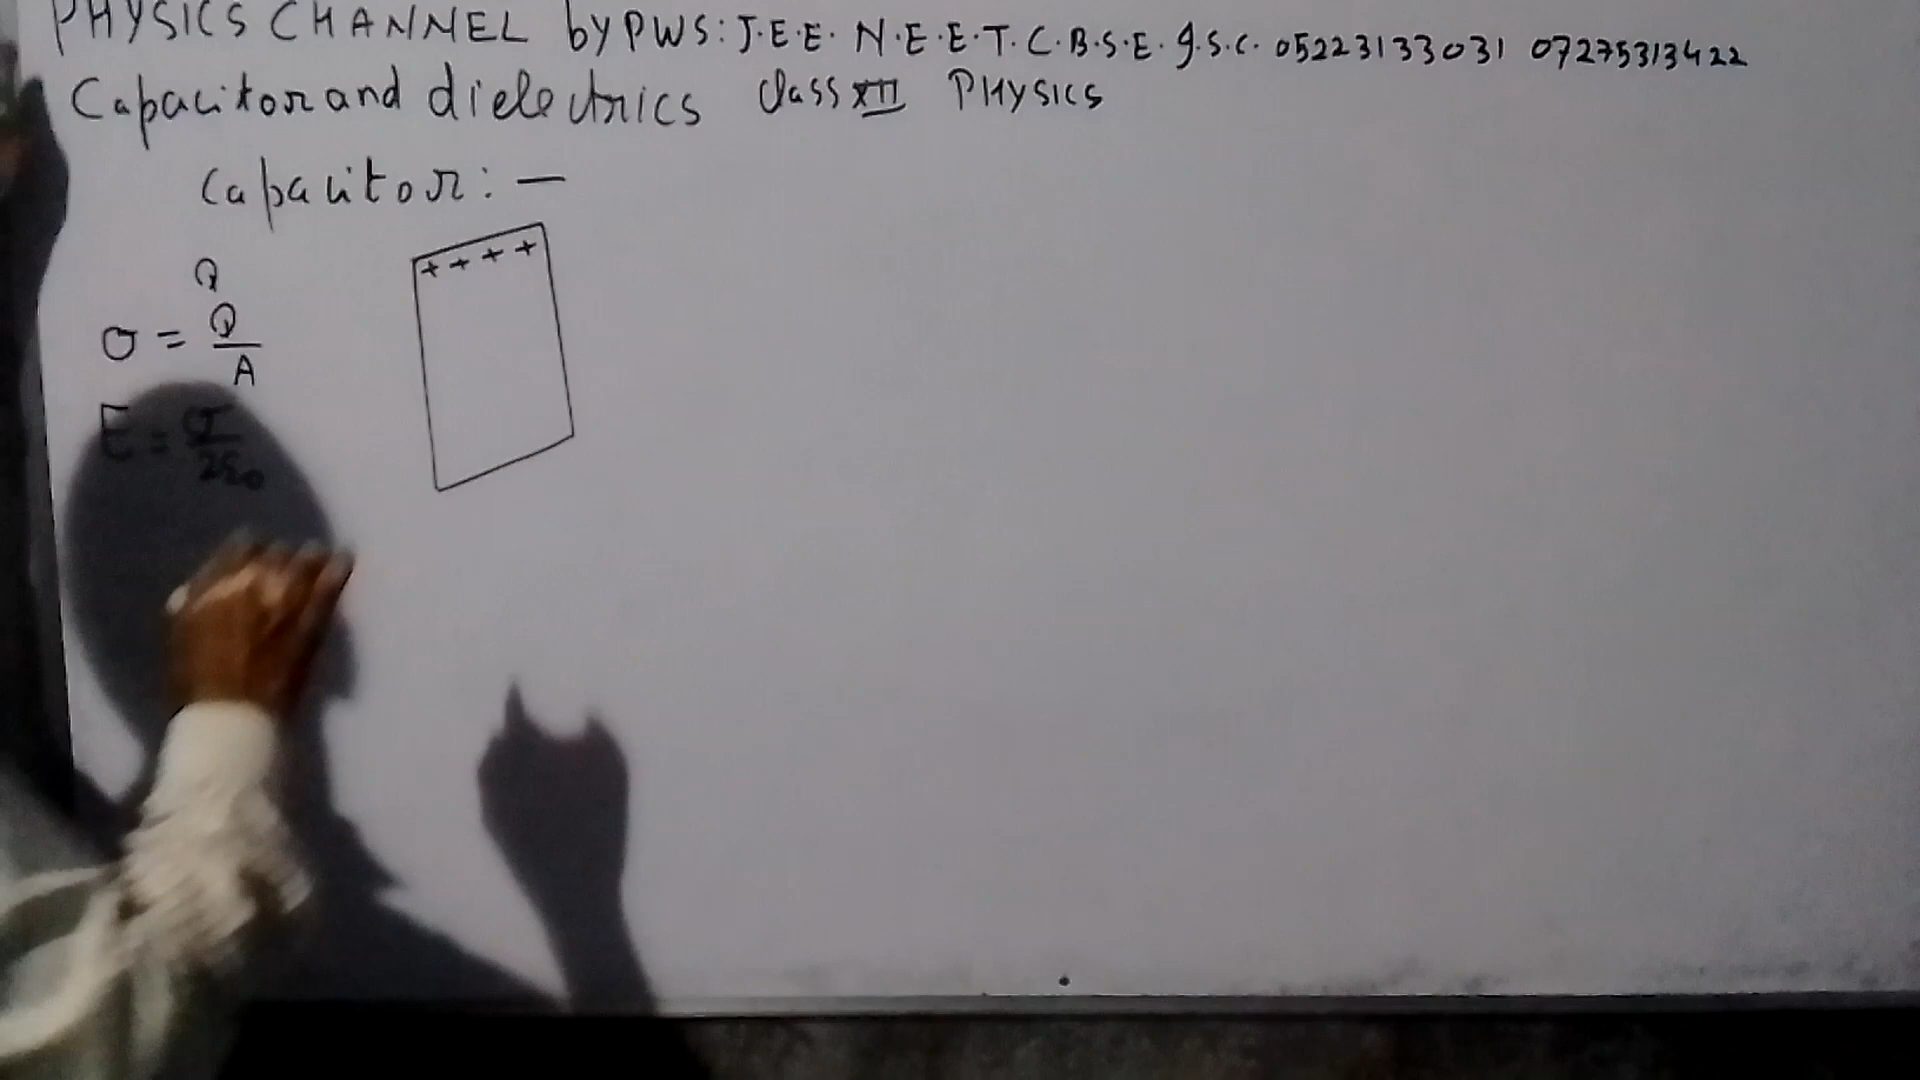 PHYSICS CHANNEL by PWS: J.E.E. N.E.E.T. C.B.S.E. I.S.C. 05223133031 07275313422
Capacitor and dielectrics Class XII PHYSICS
Capacitor: —
+ + + +
Q
σ = Q/A
E = σ/2ε₀